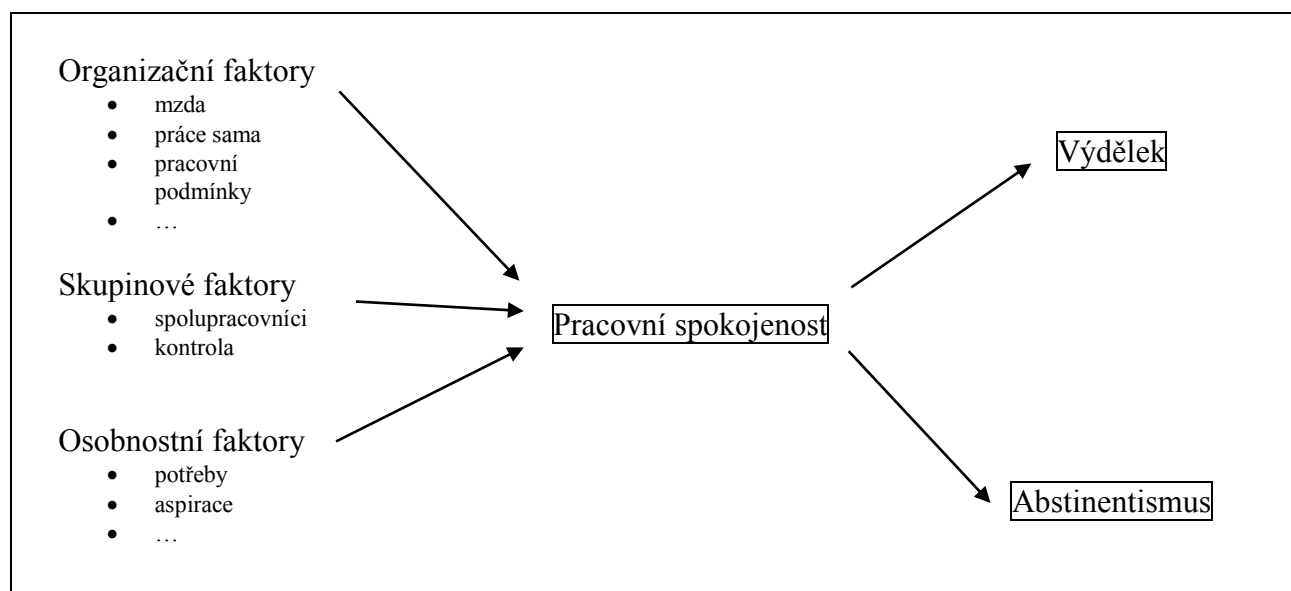 Organizační faktory
• mzda
• práce sama
• pracovní
podmínky
• …
Skupinové faktory
• spolupracovníci
• kontrola
Osobnostní faktory
• potřeby
• aspirace
• …
Pracovní spokojenost
Výdělek
Abstinentismus